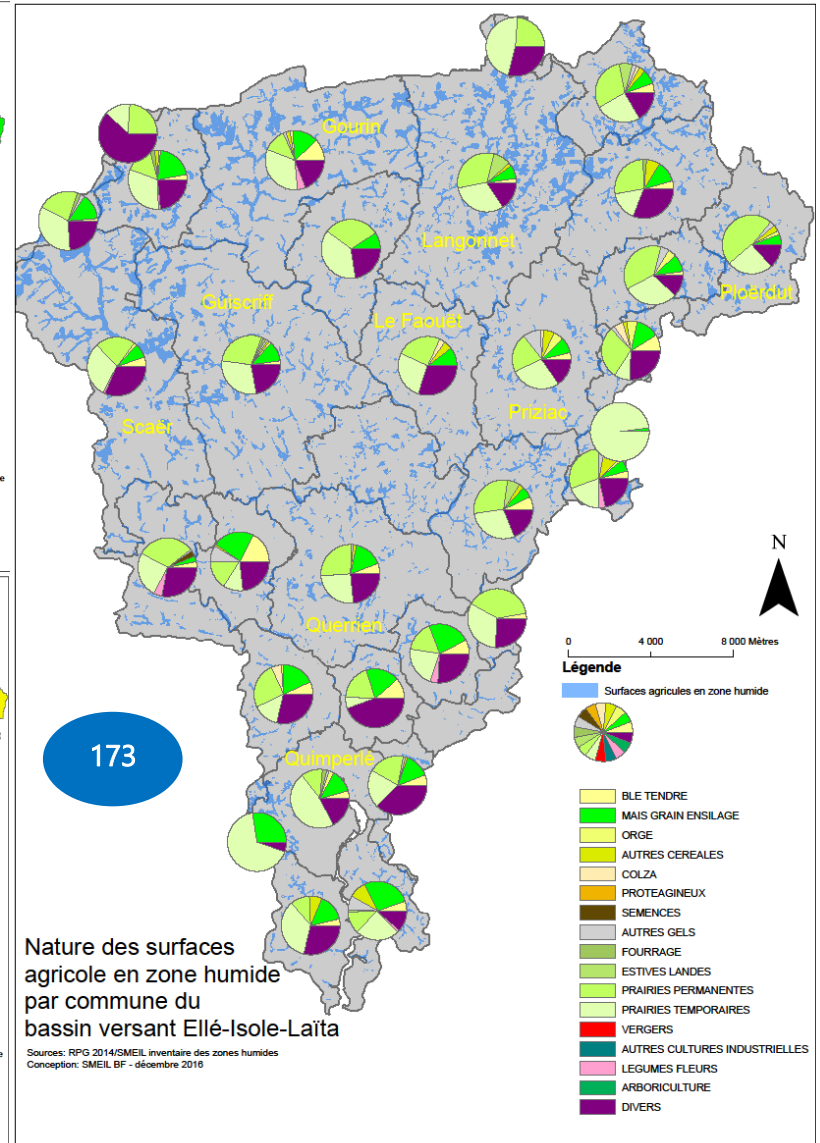 Gourin
Langonnet
Ploërdut
Guiscriff
Le Faouët
Priziac
Scaër
Querrien
Quimperlé
N
0 4 000 8 000 Mètres
Légende
Surfaces agricules en zone humide
173
BLE TENDRE
MAIS GRAIN ENSILAGE
ORGE
AUTRES CEREALES
COLZA
PROTEAGINEUX
SEMENCES
AUTRES GELS
FOURRAGE
ESTIVES LANDES
PRAIRIES PERMANENTES
PRAIRIES TEMPORAIRES
VERGERS
AUTRES CULTURES INDUSTRIELLES
LEGUMES FLEURS
ARBORICULTURE
DIVERS
Nature des surfaces
agricole en zone humide
par commune du
bassin versant Ellé-Isole-Laïta
Sources: RPG 2014/SMEIL inventaire des zones humides
Conception: SMEIL BF - décembre 2016